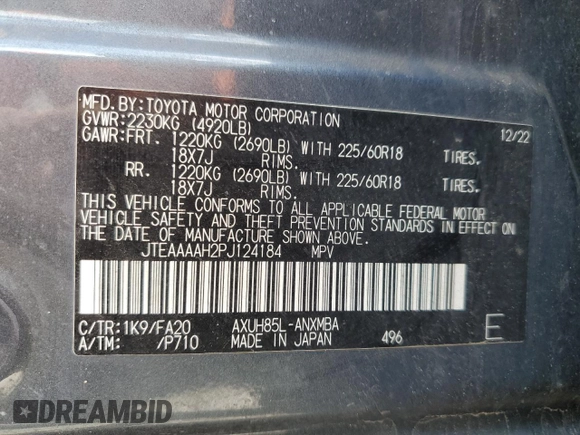 MFD. BY:TOYOTA MOTOR CORPORATION 12/22
GVWR:2230KG (4920LB)
GAWR:FRT. 1220KG (2690LB) WITH 225/60R18 TIRES.
18X7J RIMS.
RR. 1220KG (2690LB) WITH 225/60R18 TIRES.
18X7J RIMS.
THIS VEHICLE CONFORMS TO ALL APPLICABLE FEDERAL MOTOR
VEHICLE SAFETY AND THEFT PREVENTION STANDARDS IN EFFECT ON
THE DATE OF MANUFACTURE SHOWN ABOVE.
JTEAAAAH2PJ124184 MPV
C/TR:1K9/FA20 AXUH85L-ANXMBA
A/TM: /P710 MADE IN JAPAN 496 E
DREAMBID